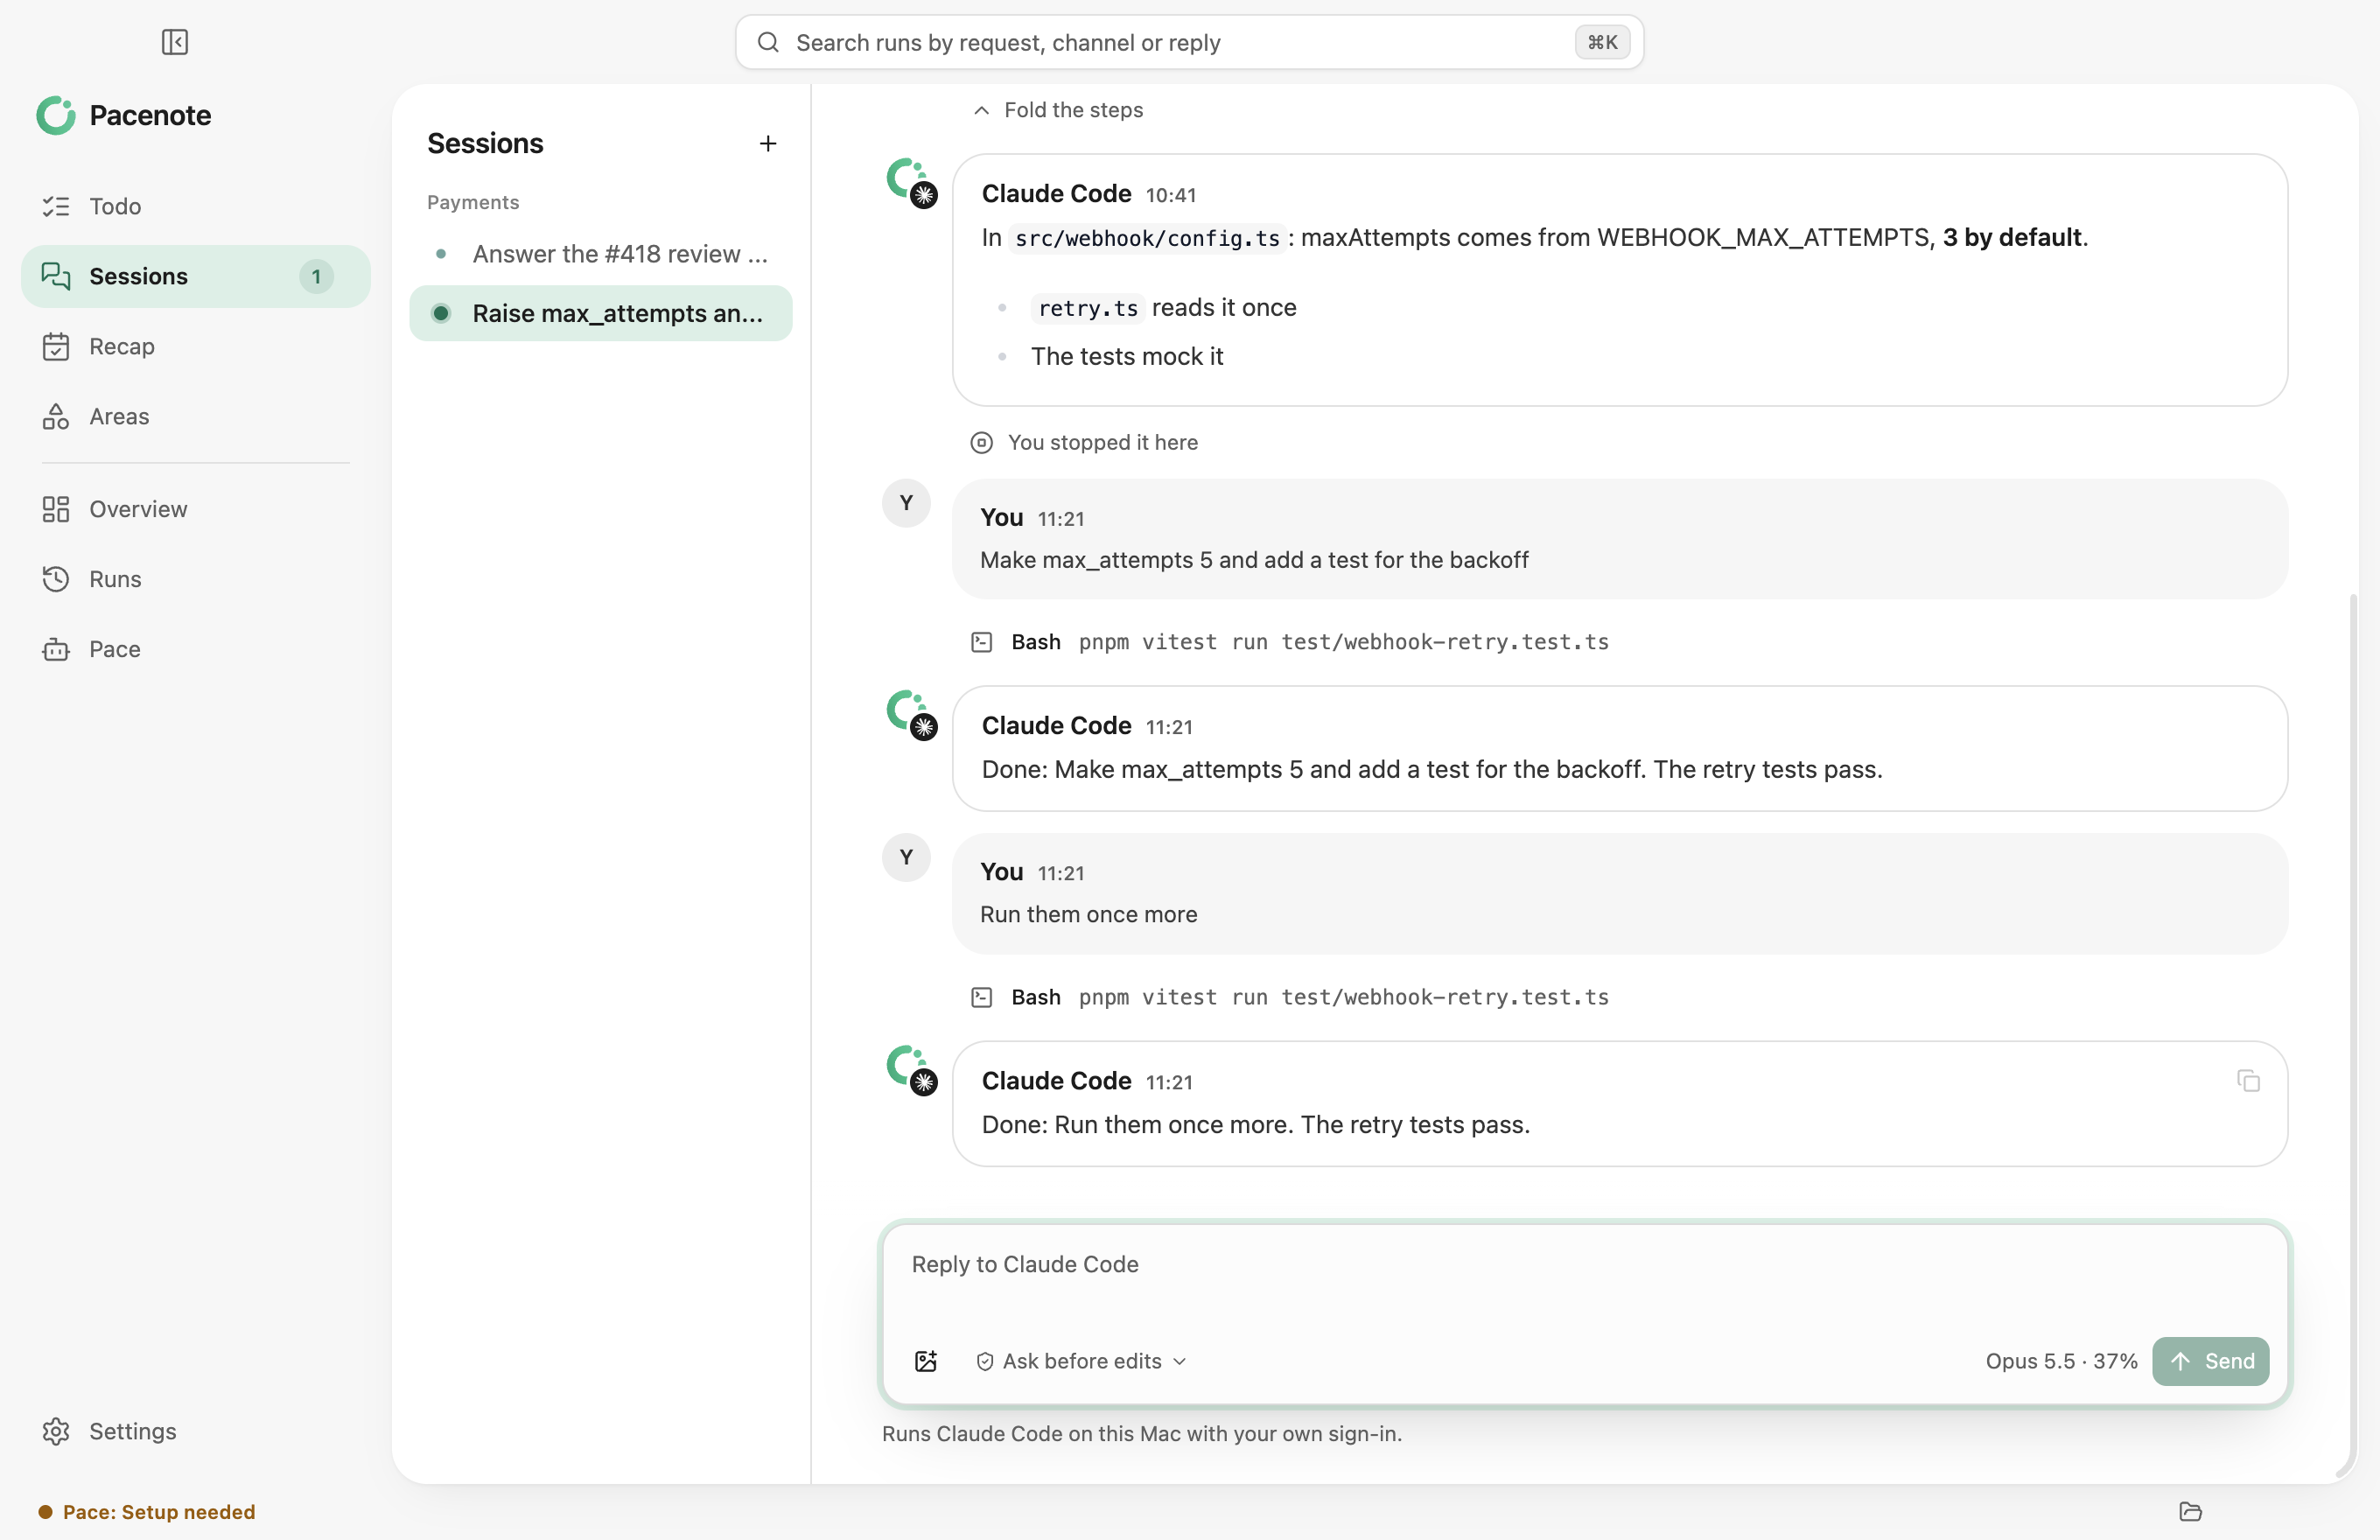 Search runs by request, channel or reply
⌘K
Pacenote
Todo
Sessions
1
Recap
Areas
Overview
Runs
Pace
Settings
Pace: Setup needed
Sessions
Payments
Answer the #418 review ...
Raise max_attempts an...
Fold the steps
Claude Code 10:41
In src/webhook/config.ts: maxAttempts comes from WEBHOOK_MAX_ATTEMPTS, 3 by default.
retry.ts reads it once
The tests mock it
You stopped it here
Y
You 11:21
Make max_attempts 5 and add a test for the backoff
Bash pnpm vitest run test/webhook-retry.test.ts
Claude Code 11:21
Done: Make max_attempts 5 and add a test for the backoff. The retry tests pass.
Y
You 11:21
Run them once more
Bash pnpm vitest run test/webhook-retry.test.ts
Claude Code 11:21
Done: Run them once more. The retry tests pass.
Reply to Claude Code
Ask before edits
Opus 5.5 · 37%
Send
Runs Claude Code on this Mac with your own sign-in.